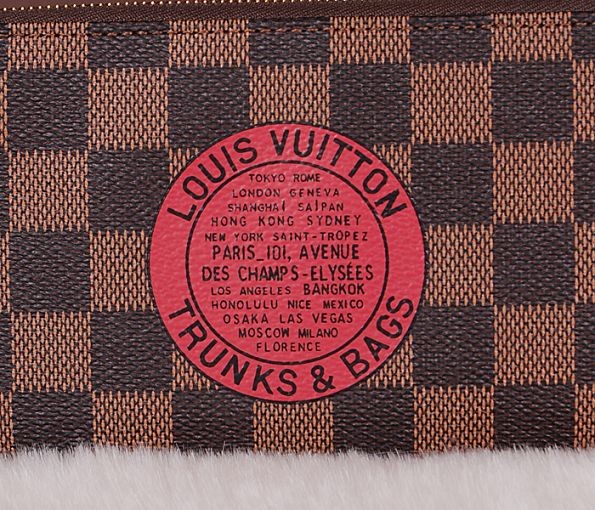 LOUIS VUITTON
TOKYO ROME
LONDON GENEVA
SHANGHAI SAIPAN
HONG KONG SYDNEY
NEW YORK SAINT-TROPEZ
PARIS_101, AVENUE
DES CHAMPS-ELYSÉES
LOS ANGELES BANGKOK
HONOLULU NICE MEXICO
OSAKA LAS VEGAS
MOSCOW MILANO
FLORENCE
TRUNKS & BAGS